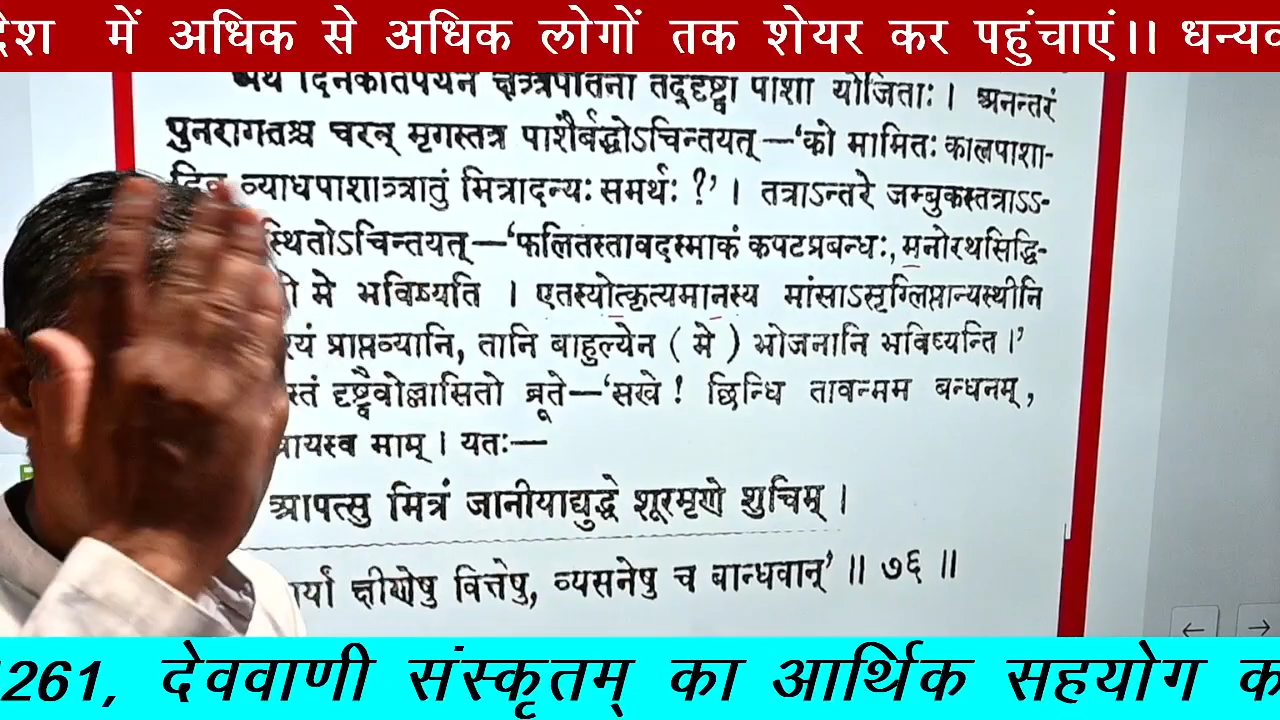 देश में अधिक से अधिक लोगों तक शेयर कर पहुंचाएं।। धन्यव
अथ दिनकतिपयेन क्षेत्रपतिना तद्दृष्ट्वा पाशा योजिताः । अनन्तरं
पुनरागतश्च चरन् मृगस्तत्र पाशैर्बद्धोऽचिन्तयत्—'को मामितः कालपाशा-
दिव व्याधपाशात्त्रातुं मित्रादन्यः समर्थः ?' । तत्राऽन्तरे जम्बुकस्तत्राऽऽ-
स्थितोऽचिन्तयत्—'फलितस्तावदस्माकं कपटप्रबन्धः, मनोरथसिद्धि-
मे भविष्यति । एतस्योत्कृत्यमानस्य मांसाऽसृग्लिप्तान्यस्थीनि
प्राप्तव्यानि, तानि बाहुल्येन ( मे ) भोजनानि भविष्यन्ति ।'
स्तं दृष्ट्वैवोल्लासितो ब्रूते—'सखे ! छिन्धि तावन्मम बन्धनम्,
त्रायस्व माम् । यतः—
आपत्सु मित्रं जानीयाद्युद्धे शूरमृणे शुचिम् ।
र्यां क्षीणेषु वित्तेषु, व्यसनेषु च बान्धवान्' ॥ ७६ ॥
261, देववाणी संस्कृतम् का आर्थिक सहयोग क